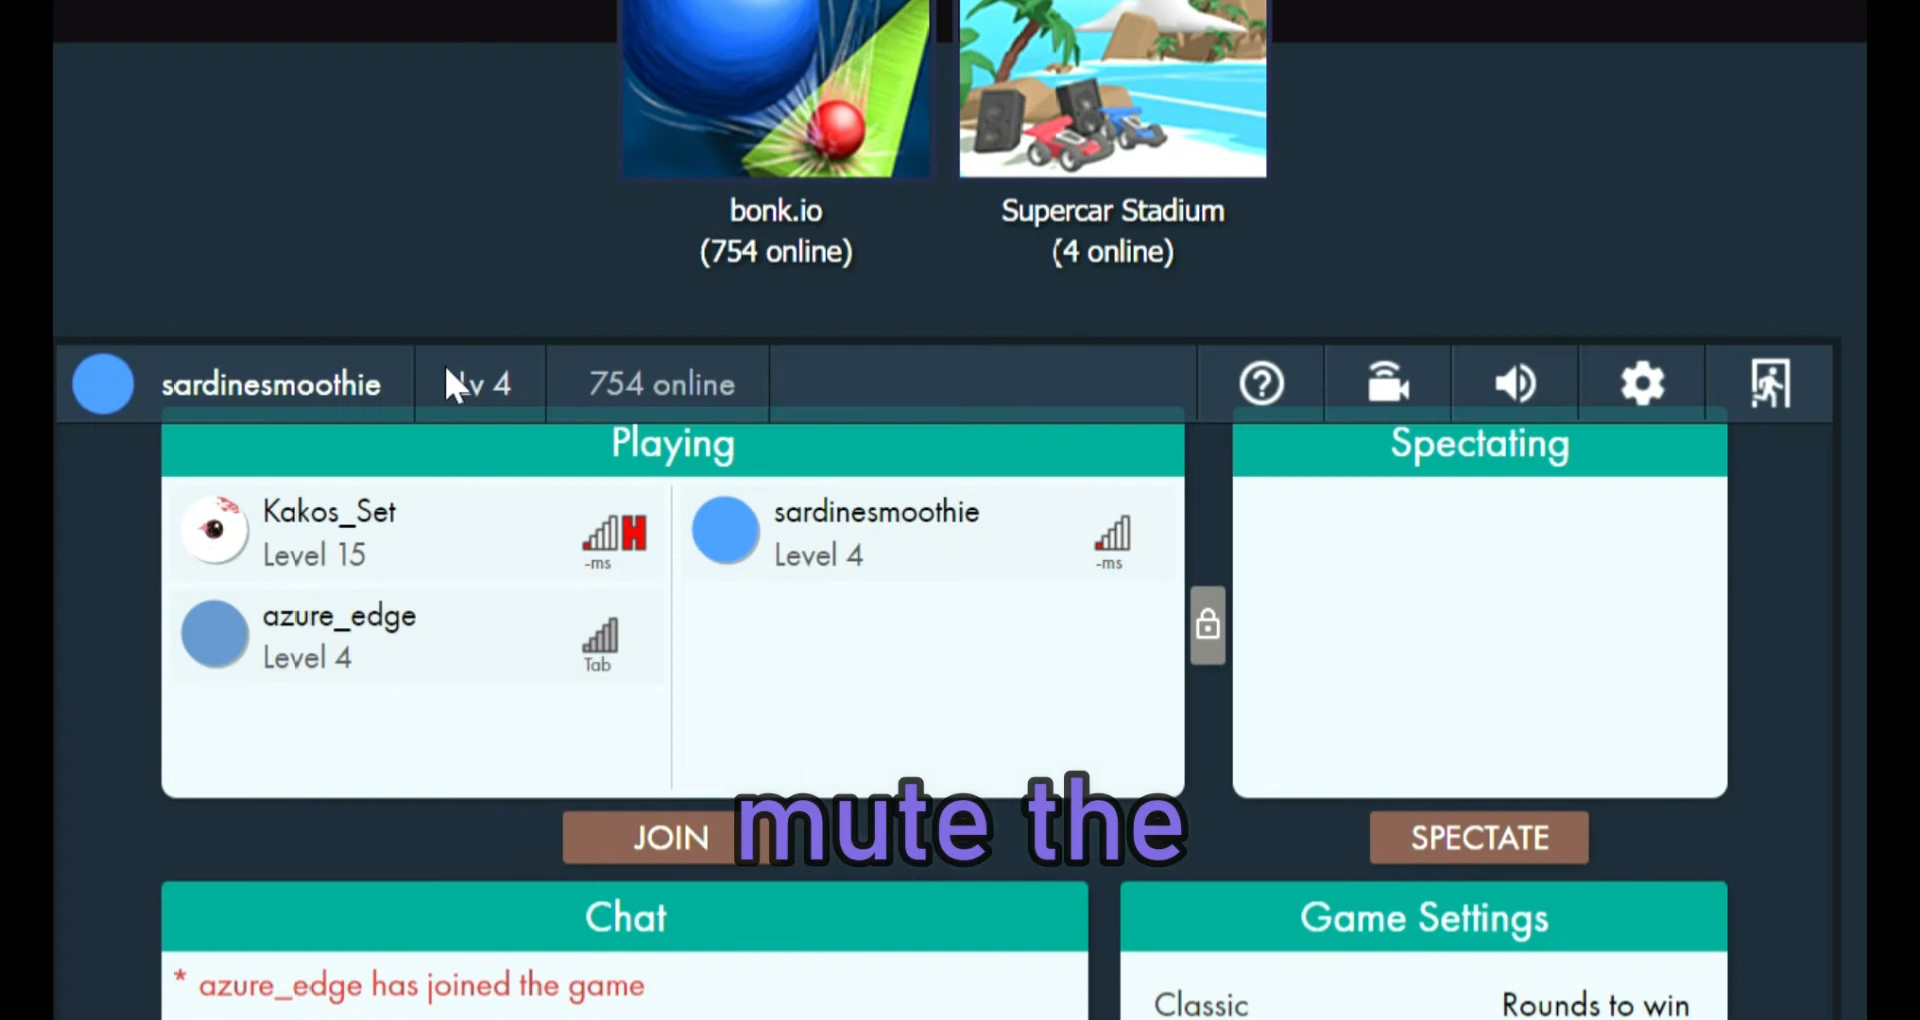 bonk.io
(754 online)
Supercar Stadium
(4 online)
sardinesmoothie
Lv 4
754 online
Playing
Spectating
Kakos_Set
Level 15
H
-ms
sardinesmoothie
Level 4
-ms
azure_edge
Level 4
Tab
mute the
JOIN
SPECTATE
Chat
Game Settings
* azure_edge has joined the game
Classic
Rounds to win